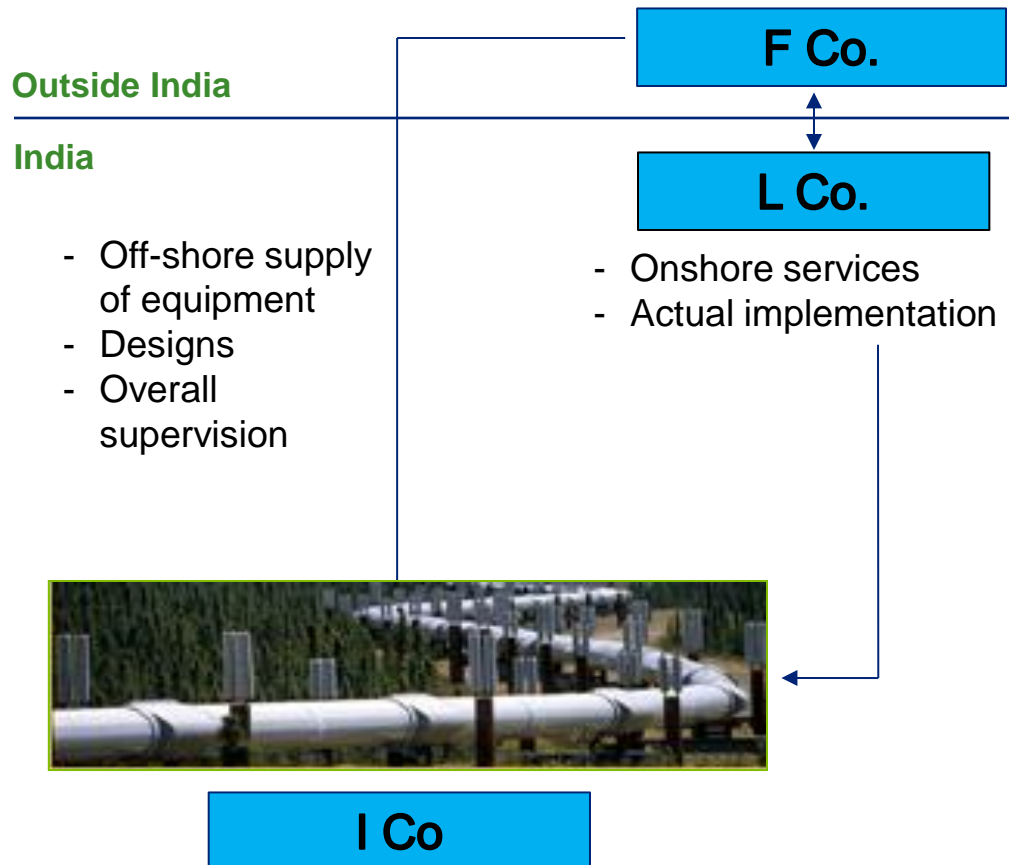 F Co.
Outside India
India
L Co.
- Off-shore supply
of equipment
- Designs
- Overall
supervision
- Onshore services
- Actual implementation
I Co